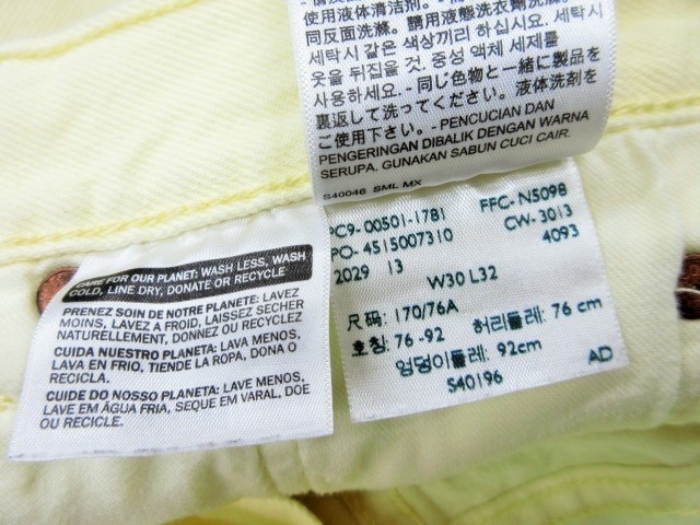 使用液体清洁剂。請用液態洗衣劑洗滌。
同反面洗滌。
세탁시 같은 색상끼리 하십시오. 세탁시
옷을 뒤집을 것. 중성 액체 세제를
사용하세요. - 同じ色物と一緒に製品を
裏返して洗ってください。液体洗剤を
ご使用下さい。- PENCUCIAN DAN
PENGERINGAN DIBALIK DENGAN WARNA
SERUPA. GUNAKAN SABUN CUCI CAIR.
S40046 SML MX
PC9-00501-1781 FFC-N5098
PO-4515007310 CW-3013
2029 13 4093
W30 L32
尺码: 170/76A
호칭: 76-92 허리둘레: 76 cm
엉덩이둘레: 92cm
S40196 AD
CARE FOR OUR PLANET: WASH LESS, WASH
COLD, LINE DRY, DONATE OR RECYCLE
PRENEZ SOIN DE NOTRE PLANETE: LAVEZ
MOINS, LAVEZ A FROID, LAISSEZ SECHER
NATURELLEMENT, DONNEZ OU RECYCLEZ
CUIDA NUESTRO PLANETA: LAVA MENOS,
LAVA EN FRIO, TIENDE LA ROPA, DONA O
RECICLA.
CUIDE DO NOSSO PLANETA: LAVE MENOS,
LAVE EM ÁGUA FRIA, SEQUE EM VARAL, DOE
OU RECICLE.